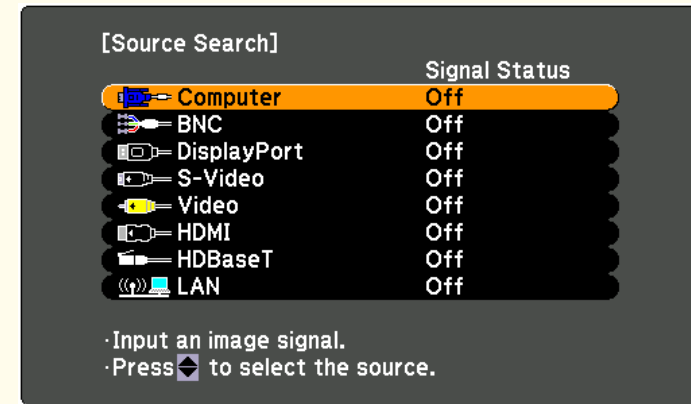 [Source Search]
Signal Status
Computer Off
BNC Off
DisplayPort Off
S-Video Off
Video Off
HDMI Off
HDBaseT Off
LAN Off
·Input an image signal.
·Press to select the source.